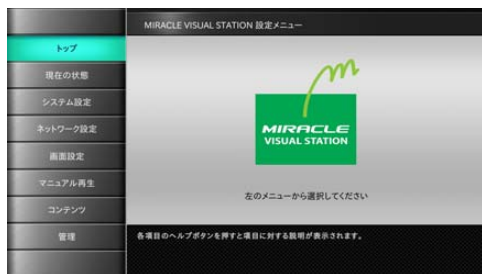 MIRACLE VISUAL STATION 設定メニュー
トップ
現在の状態
システム設定
ネットワーク設定
画面設定
マニュアル再生
コンテンツ
管理
m
MIRACLE
VISUAL STATION
左のメニューから選択してください
各項目のヘルプボタンを押すと項目に対する説明が表示されます。